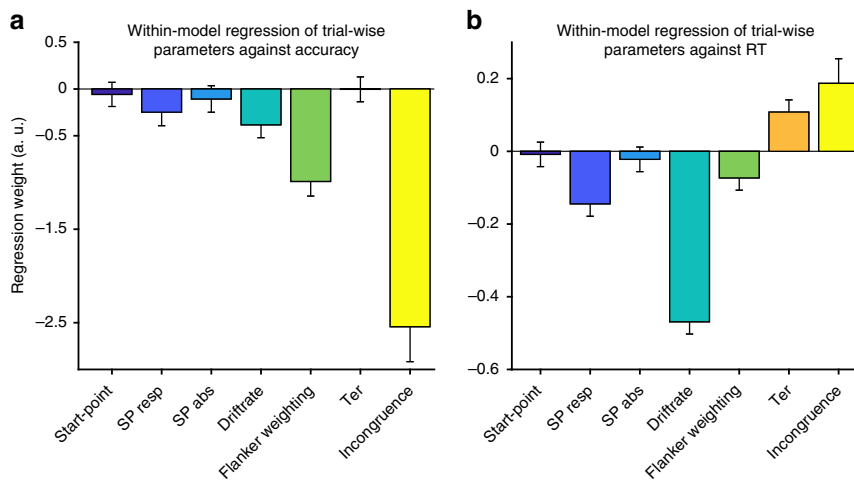 a
Within-model regression of trial-wise
parameters against accuracy
Regression weight (a. u.)
0.5
0
−0.5
−1.5
−2.5
Start-point
SP resp
SP abs
Driftrate
Flanker weighting
Ter
Incongruence
b
Within-model regression of trial-wise
parameters against RT
0.2
0
−0.2
−0.4
−0.6
Start-point
SP resp
SP abs
Driftrate
Flanker weighting
Ter
Incongruence